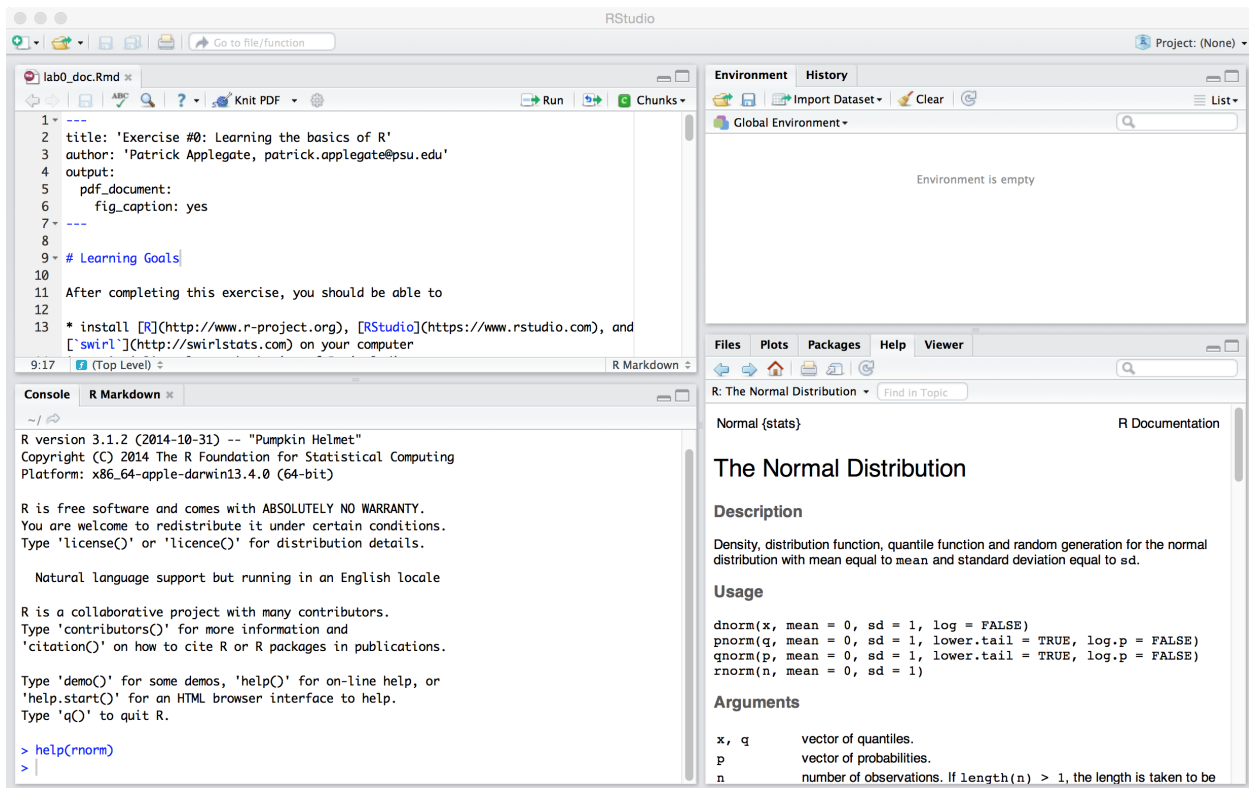 RStudio
Go to file/function
Project: (None)
lab0_doc.Rmd
ABC
?
Knit PDF
Run
Chunks
1 ---
2 title: 'Exercise #0: Learning the basics of R'
3 author: 'Patrick Applegate, patrick.applegate@psu.edu'
4 output:
5 pdf_document:
6 fig_caption: yes
7 ---
8
9 # Learning Goals
10
11 After completing this exercise, you should be able to
12
13 * install [R](http://www.r-project.org), [RStudio](https://www.rstudio.com), and
[`swirl`](http://swirlstats.com) on your computer
9:17 (Top Level) R Markdown
Console R Markdown
~/
R version 3.1.2 (2014-10-31) -- "Pumpkin Helmet"
Copyright (C) 2014 The R Foundation for Statistical Computing
Platform: x86_64-apple-darwin13.4.0 (64-bit)
R is free software and comes with ABSOLUTELY NO WARRANTY.
You are welcome to redistribute it under certain conditions.
Type 'license()' or 'licence()' for distribution details.
Natural language support but running in an English locale
R is a collaborative project with many contributors.
Type 'contributors()' for more information and
'citation()' on how to cite R or R packages in publications.
Type 'demo()' for some demos, 'help()' for on-line help, or
'help.start()' for an HTML browser interface to help.
Type 'q()' to quit R.
> help(rnorm)
>
Environment History
Import Dataset Clear List
Global Environment
Environment is empty
Files Plots Packages Help Viewer
R: The Normal Distribution Find in Topic
Normal {stats} R Documentation
The Normal Distribution
Description
Density, distribution function, quantile function and random generation for the normal
distribution with mean equal to mean and standard deviation equal to sd.
Usage
dnorm(x, mean = 0, sd = 1, log = FALSE)
pnorm(q, mean = 0, sd = 1, lower.tail = TRUE, log.p = FALSE)
qnorm(p, mean = 0, sd = 1, lower.tail = TRUE, log.p = FALSE)
rnorm(n, mean = 0, sd = 1)
Arguments
x, q vector of quantiles.
p vector of probabilities.
n number of observations. If length(n) > 1, the length is taken to be